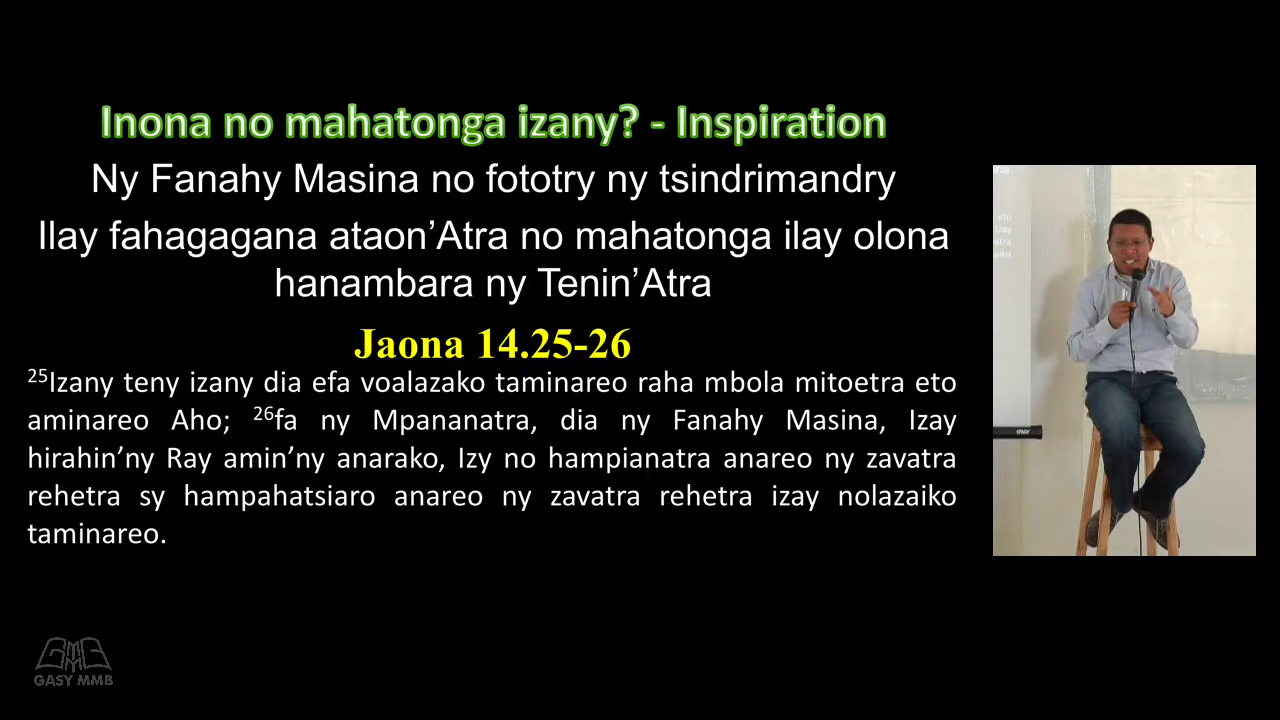 Inona no mahatonga izany? - Inspiration
Ny Fanahy Masina no fototry ny tsindrimandry
Ilay fahagagana ataon’Atra no mahatonga ilay olona
hanambara ny Tenin’Atra
Jaona 14.25-26
25Izany teny izany dia efa voalazako taminareo raha mbola mitoetra eto
aminareo Aho; 26fa ny Mpananatra, dia ny Fanahy Masina, Izay
hirahin’ny Ray amin’ny anarako, Izy no hampianatra anareo ny zavatra
rehetra sy hampahatsiaro anareo ny zavatra rehetra izay nolazaiko
taminareo.
GASY MMB